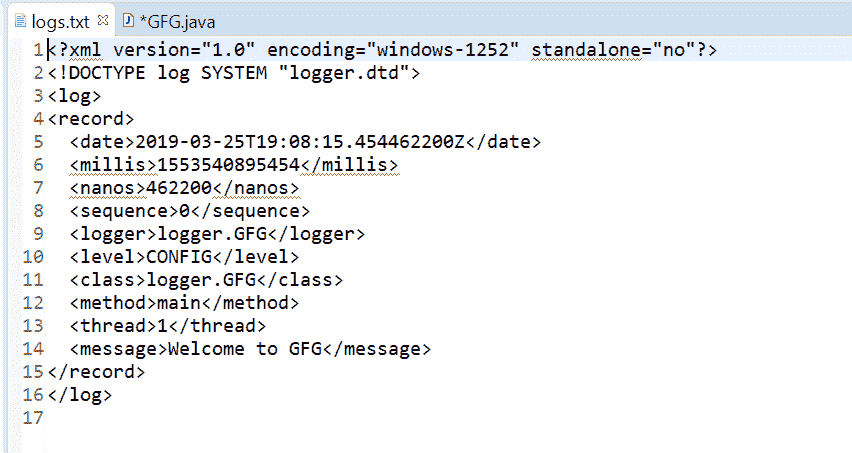 logs.txt *GFG.java
1 <?xml version="1.0" encoding="windows-1252" standalone="no"?>
2 <!DOCTYPE log SYSTEM "logger.dtd">
3 <log>
4 <record>
5   <date>2019-03-25T19:08:15.454462200Z</date>
6   <millis>1553540895454</millis>
7   <nanos>462200</nanos>
8   <sequence>0</sequence>
9   <logger>logger.GFG</logger>
10   <level>CONFIG</level>
11   <class>logger.GFG</class>
12   <method>main</method>
13   <thread>1</thread>
14   <message>Welcome to GFG</message>
15 </record>
16 </log>
17